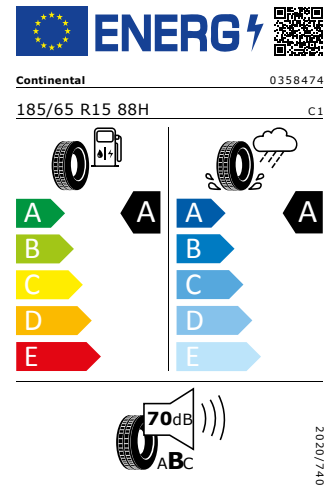 ENERG
Continental 0358474
185/65 R15 88H C1
A A A A
B B
C C
D D
E E
70dB
ABC
2020/740